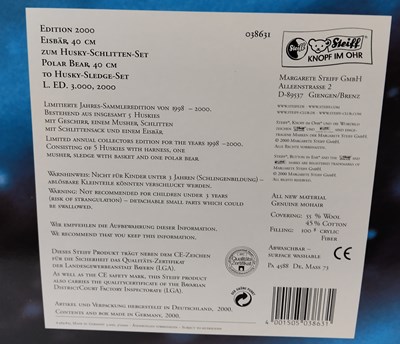 Edition 2000
038631
Eisbär, 40 cm
zum Husky-Schlitten-Set
Polar Bear, 40 cm
to Husky-Sledge-Set
L. ED. 3.000, 2000
Limitierte Jahres-Sammleredition von 1998 – 2000.
Bestehend aus insgesamt 5 Huskies
mit Geschirr, einem Musher, Schlitten
mit Schlittensack und einem Eisbär.
Limited annual collectors edition for the years 1998 – 2000.
Consisting of 5 Huskies with harness, one
musher, sledge with basket and one polar bear.
Warnhinweis: Nicht für Kinder unter 3 Jahren (Schlingenbildung) –
ablösbare Kleinteile könnten verschluckt werden.
Warning: Not recommended for children under 3 years
(risk of strangulation) – detachable small parts which could
be swallowed.
Wir empfehlen die Aufbewahrung dieser Information.
We recommend that you keep this information.
Dieses Steiff Produkt trägt neben dem CE-Zeichen
für die Sicherheit das Qualitäts-Zertifikat
der Landesgewerbeanstalt Bayern (LGA).
As well as the CE safety mark, this Steiff product
also carries the qualitycertificate of the Bavarian
DistrictCourt Factory Inspectorate (LGA).
Artikel und Verpackung hergestellt in Deutschland, 2000.
Contents and box made in Germany, 2000.
Steiff
KNOPF IM OHR
Margarete Steiff GmbH
Alleenstrasse 2
D-89537 Giengen/Brenz
All new material
Genuine mohair
Covering: 55 % Wool
45 % Cotton
Filling: 100 % crylic
Fiber
Abwaschbar –
surface washable
Pa 4588 De, Mass 75
4 001505 038631